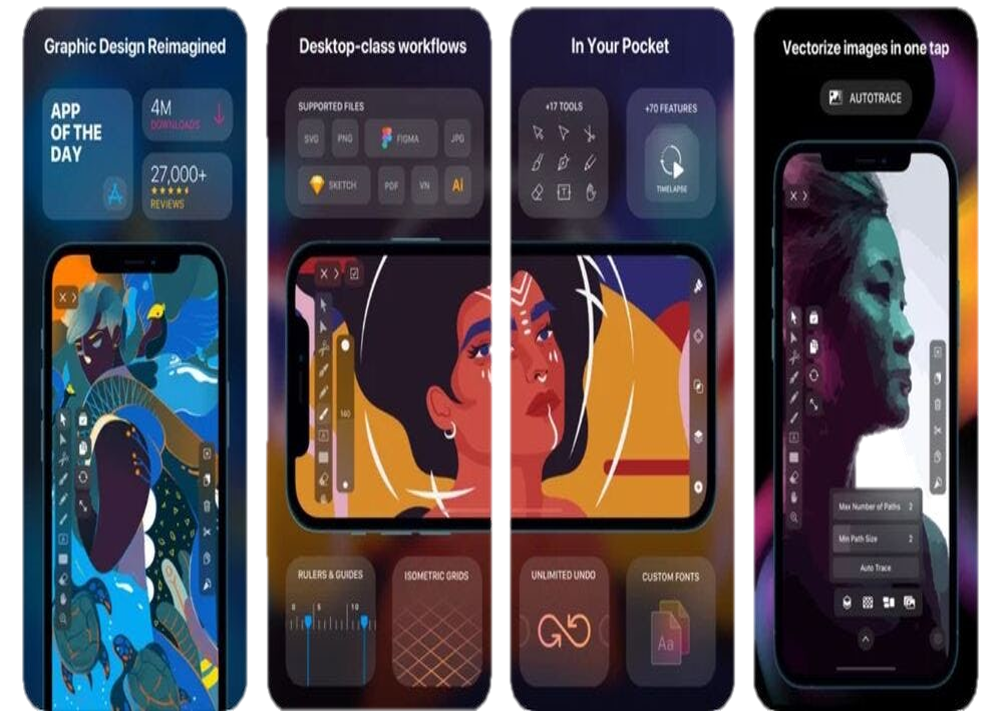 Graphic Design Reimagined
APP
OF THE
DAY
4M
DOWNLOADS
27,000+
REVIEWS
Desktop-class workflows
SUPPORTED FILES
SVG
PNG
FIGMA
JPG
SKETCH
PDF
VN
Ai
160
RULERS & GUIDES
0 5 10
ISOMETRIC GRIDS
In Your Pocket
+17 TOOLS
+70 FEATURES
TIMELAPSE
UNLIMITED UNDO
CUSTOM FONTS
Aa
Vectorize images in one tap
AUTOTRACE
Max Number of Paths 2
Min Path Size 2
Auto Trace